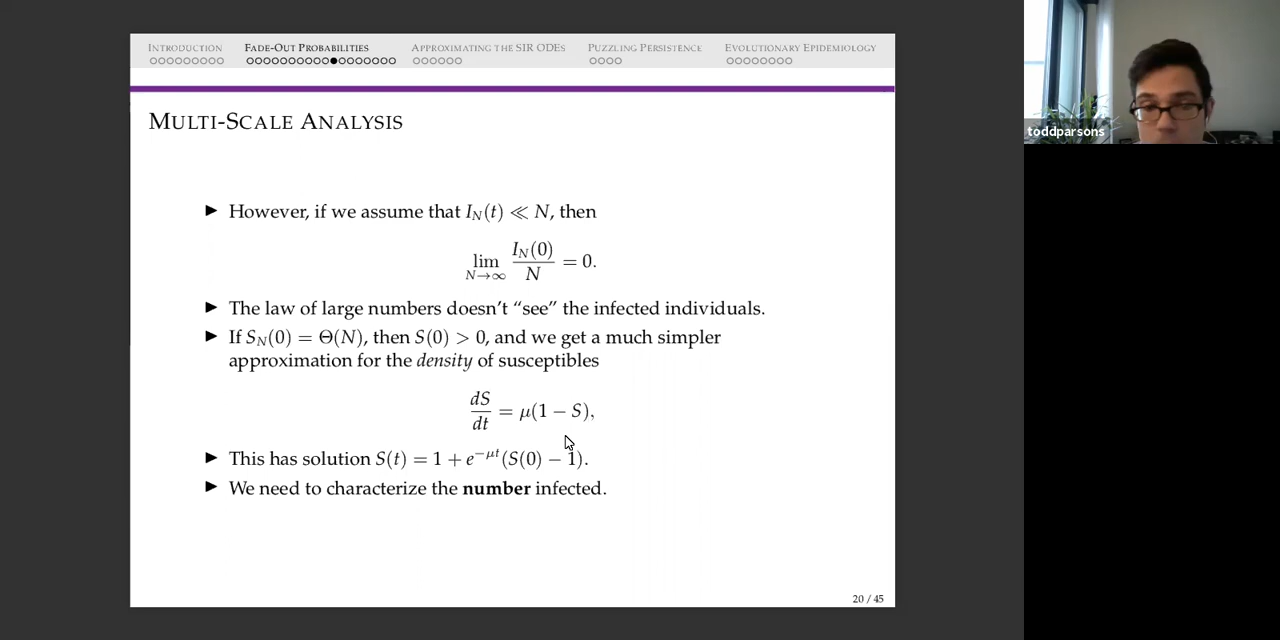 INTRODUCTION FADE-OUT PROBABILITIES APPROXIMATING THE SIR ODES PUZZLING PERSISTENCE EVOLUTIONARY EPIDEMIOLOGY
MULTI-SCALE ANALYSIS
▶ However, if we assume that I_N(t) ≪ N, then
lim_{N→∞} I_N(0)/N = 0.
▶ The law of large numbers doesn't "see" the infected individuals.
▶ If S_N(0) = Θ(N), then S(0) > 0, and we get a much simpler
approximation for the density of susceptibles
dS/dt = μ(1 − S),
▶ This has solution S(t) = 1 + e^{−μt}(S(0) − 1).
▶ We need to characterize the number infected.
20 / 45
toddparsons